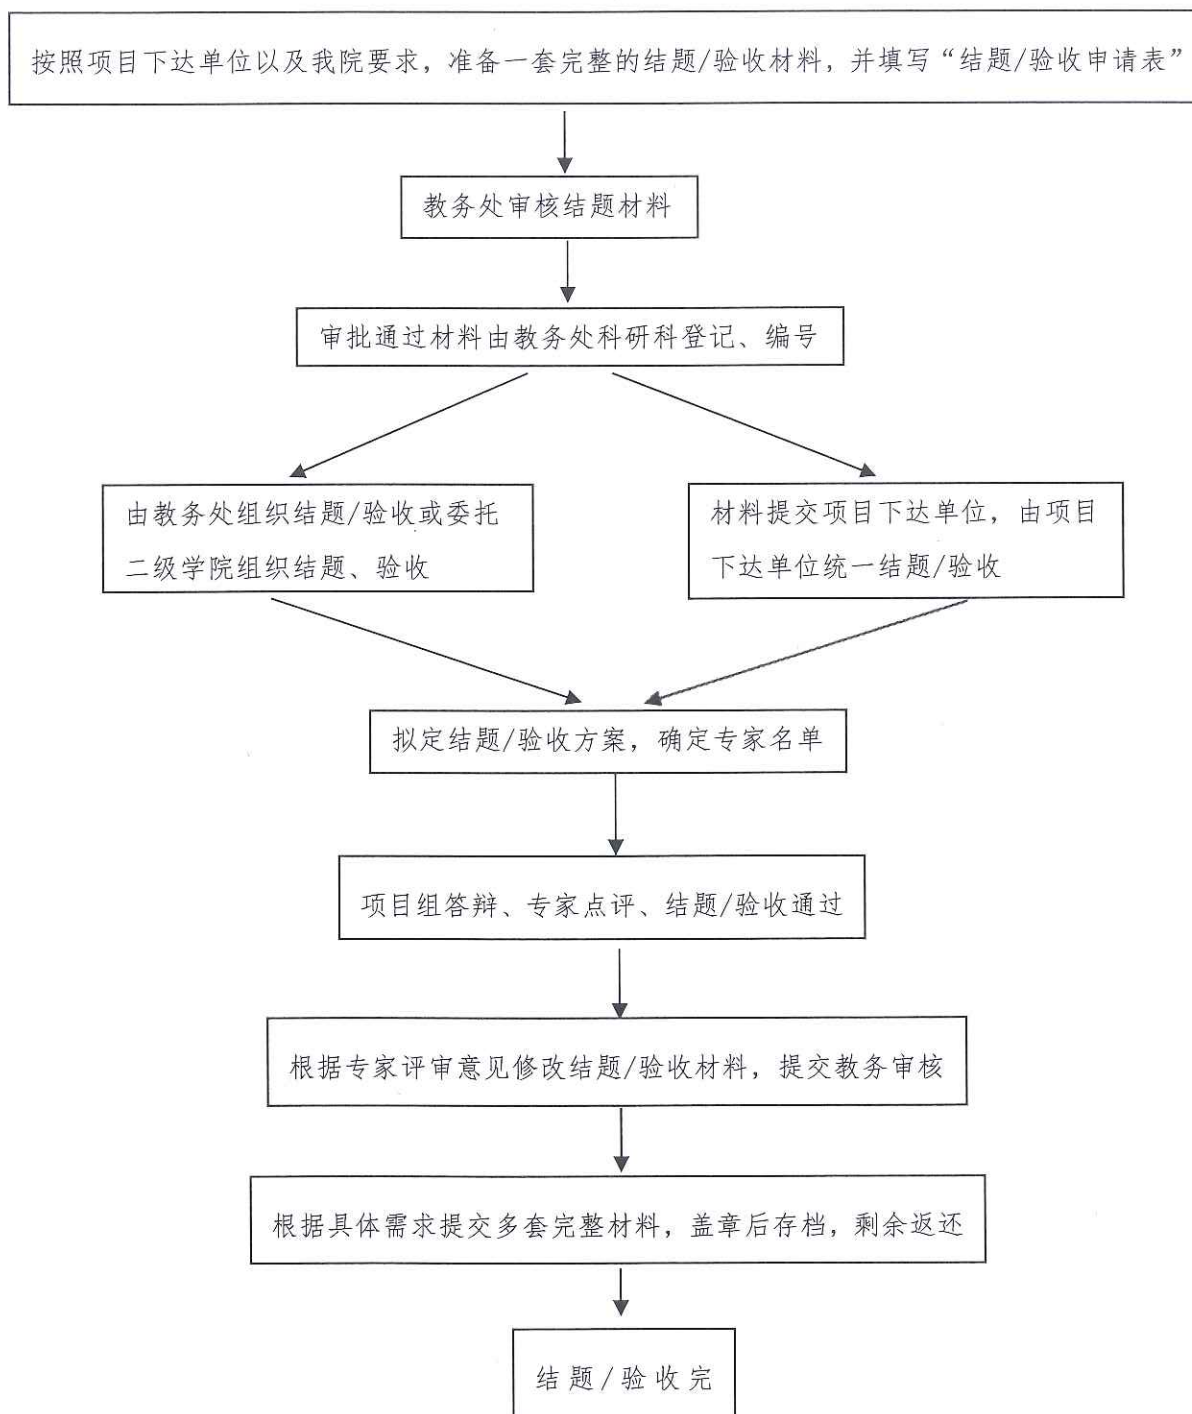 按照项目下达单位以及我院要求，准备一套完整的结题/验收材料，并填写“结题/验收申请表”
教务处审核结题材料
审批通过材料由教务处科研科登记、编号
由教务处组织结题/验收或委托
二级学院组织结题、验收
材料提交项目下达单位，由项目
下达单位统一结题/验收
拟定结题/验收方案，确定专家名单
项目组答辩、专家点评、结题/验收通过
根据专家评审意见修改结题/验收材料，提交教务审核
根据具体需求提交多套完整材料，盖章后存档，剩余返还
结题/验收完